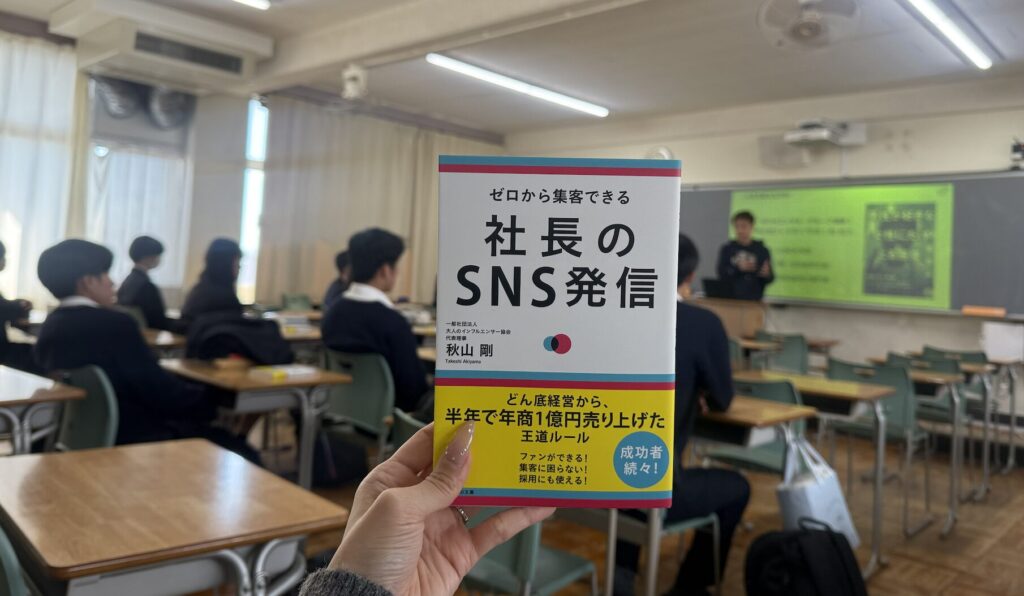 ゼロから集客できる
社長の
SNS発信
一般社団法人
大人のインフルエンサー協会
代表理事
秋山 剛
Takeshi Akiyama
どん底経営から、
半年で年商1億円売り上げた
王道ルール
ファンができる!
集客に困らない!
採用にも使える!
成功者
続々!